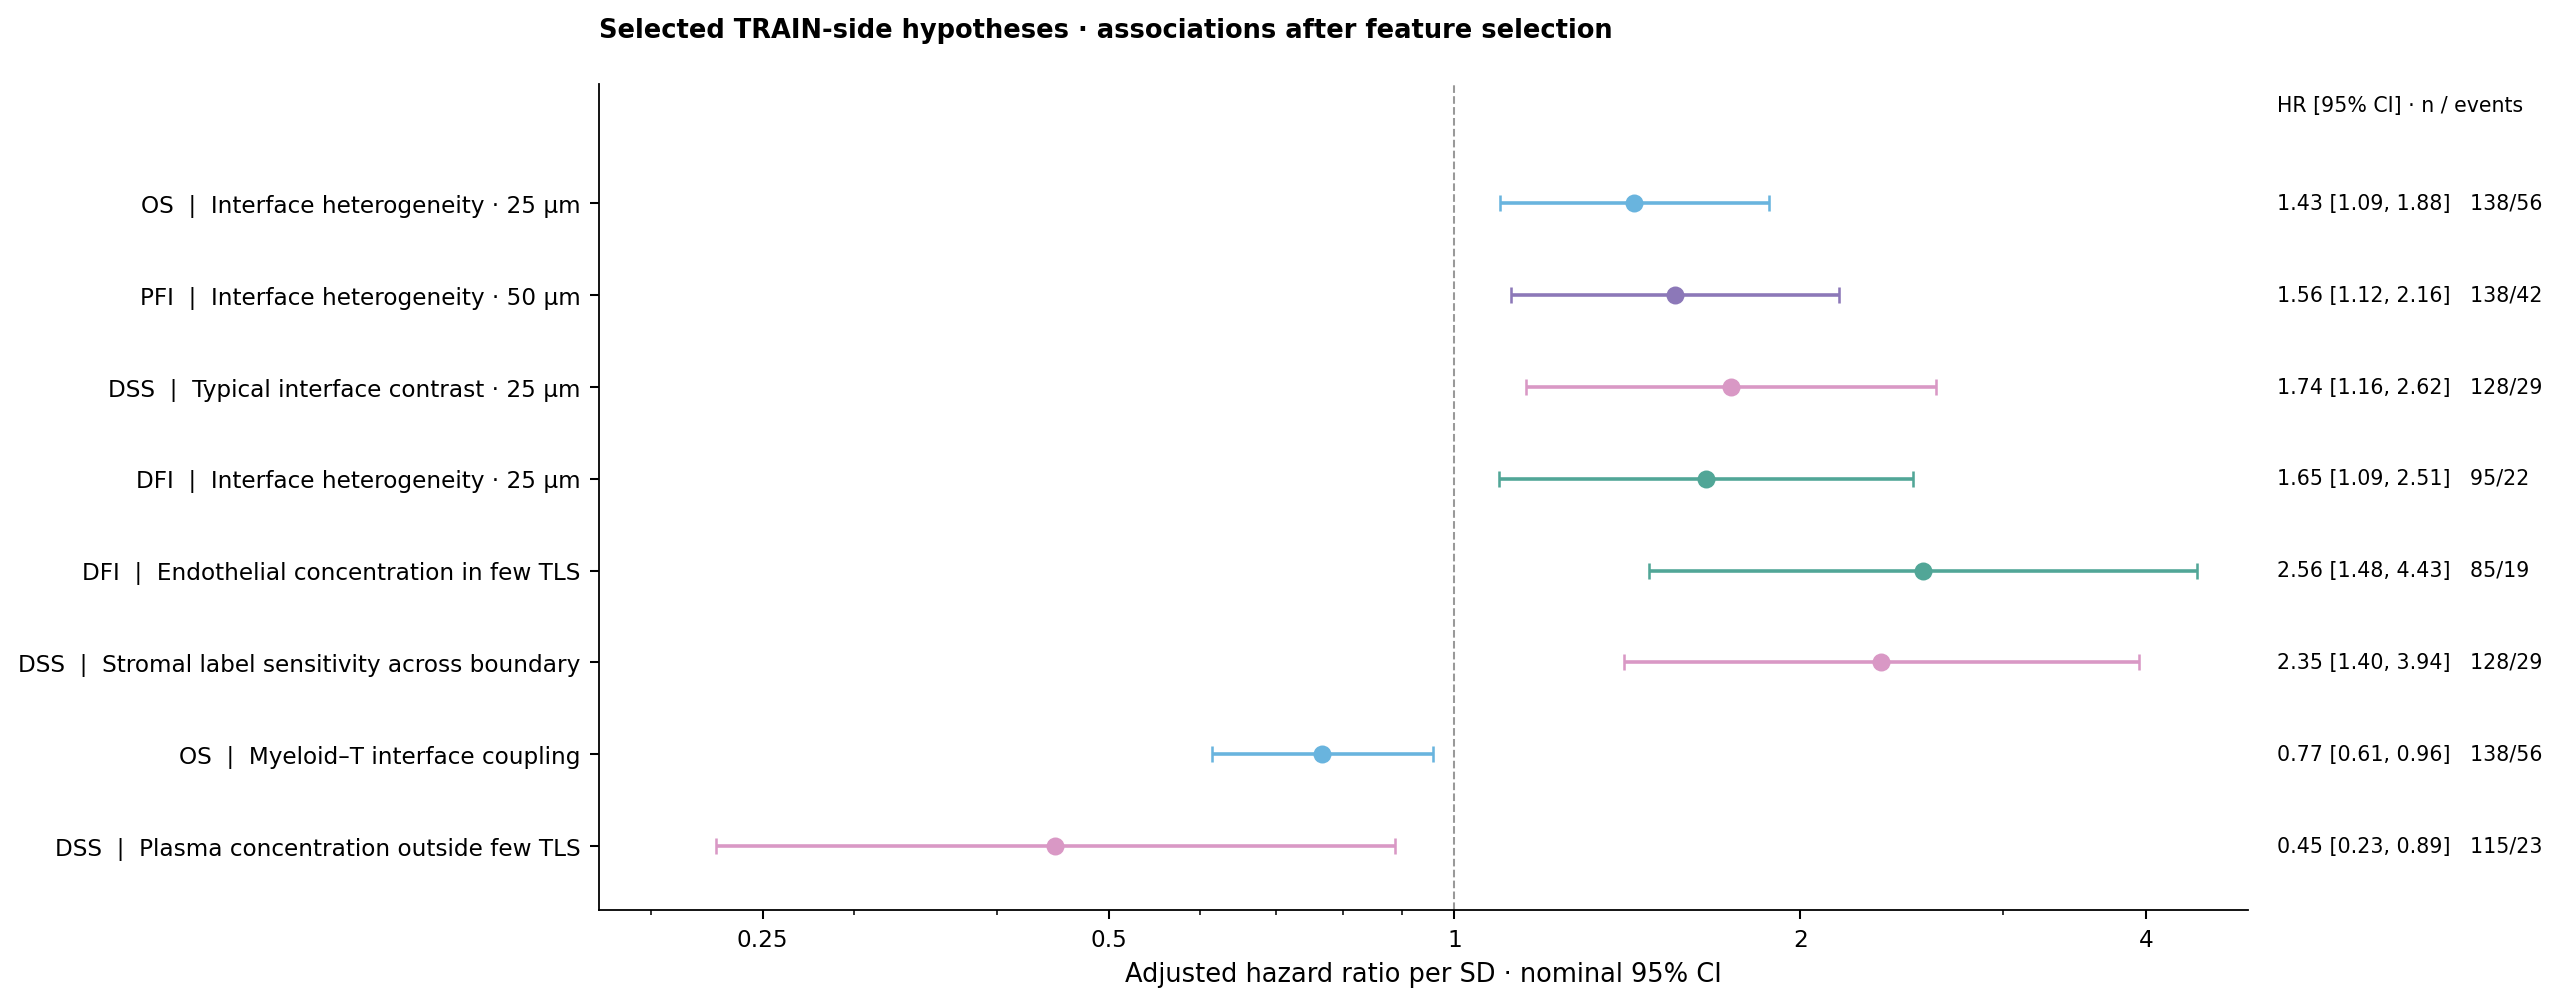 Selected TRAIN-side hypotheses · associations after feature selection
HR [95% CI] · n / events
OS | Interface heterogeneity · 25 µm 1.43 [1.09, 1.88] 138/56
PFI | Interface heterogeneity · 50 µm 1.56 [1.12, 2.16] 138/42
DSS | Typical interface contrast · 25 µm 1.74 [1.16, 2.62] 128/29
DFI | Interface heterogeneity · 25 µm 1.65 [1.09, 2.51] 95/22
DFI | Endothelial concentration in few TLS 2.56 [1.48, 4.43] 85/19
DSS | Stromal label sensitivity across boundary 2.35 [1.40, 3.94] 128/29
OS | Myeloid–T interface coupling 0.77 [0.61, 0.96] 138/56
DSS | Plasma concentration outside few TLS 0.45 [0.23, 0.89] 115/23
0.25 0.5 1 2 4
Adjusted hazard ratio per SD · nominal 95% CI